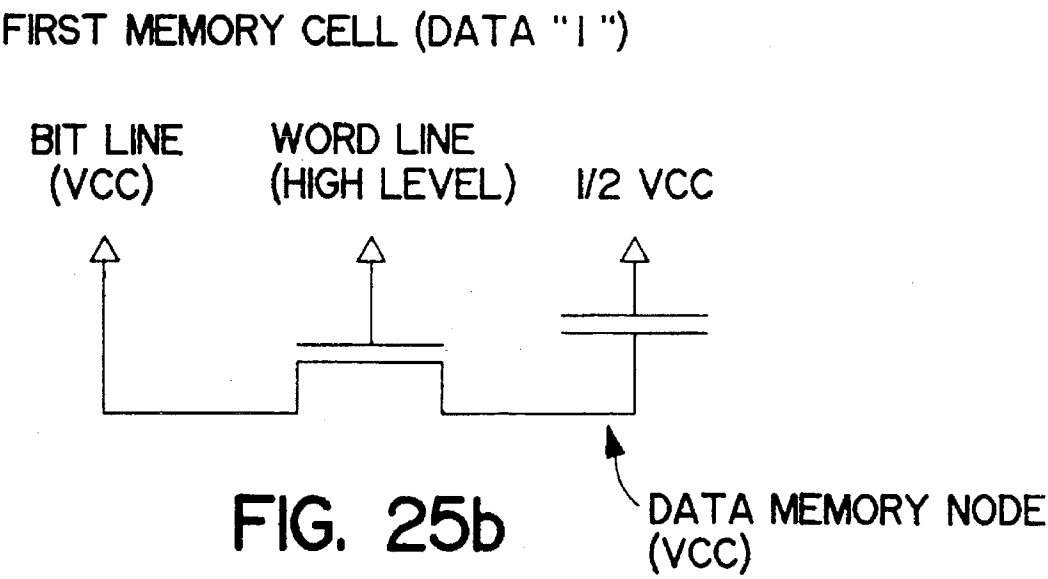 FIRST MEMORY CELL (DATA "1")
BIT LINE
(VCC)
WORD LINE
(HIGH LEVEL)
1/2 VCC
FIG. 25b
DATA MEMORY NODE
(VCC)